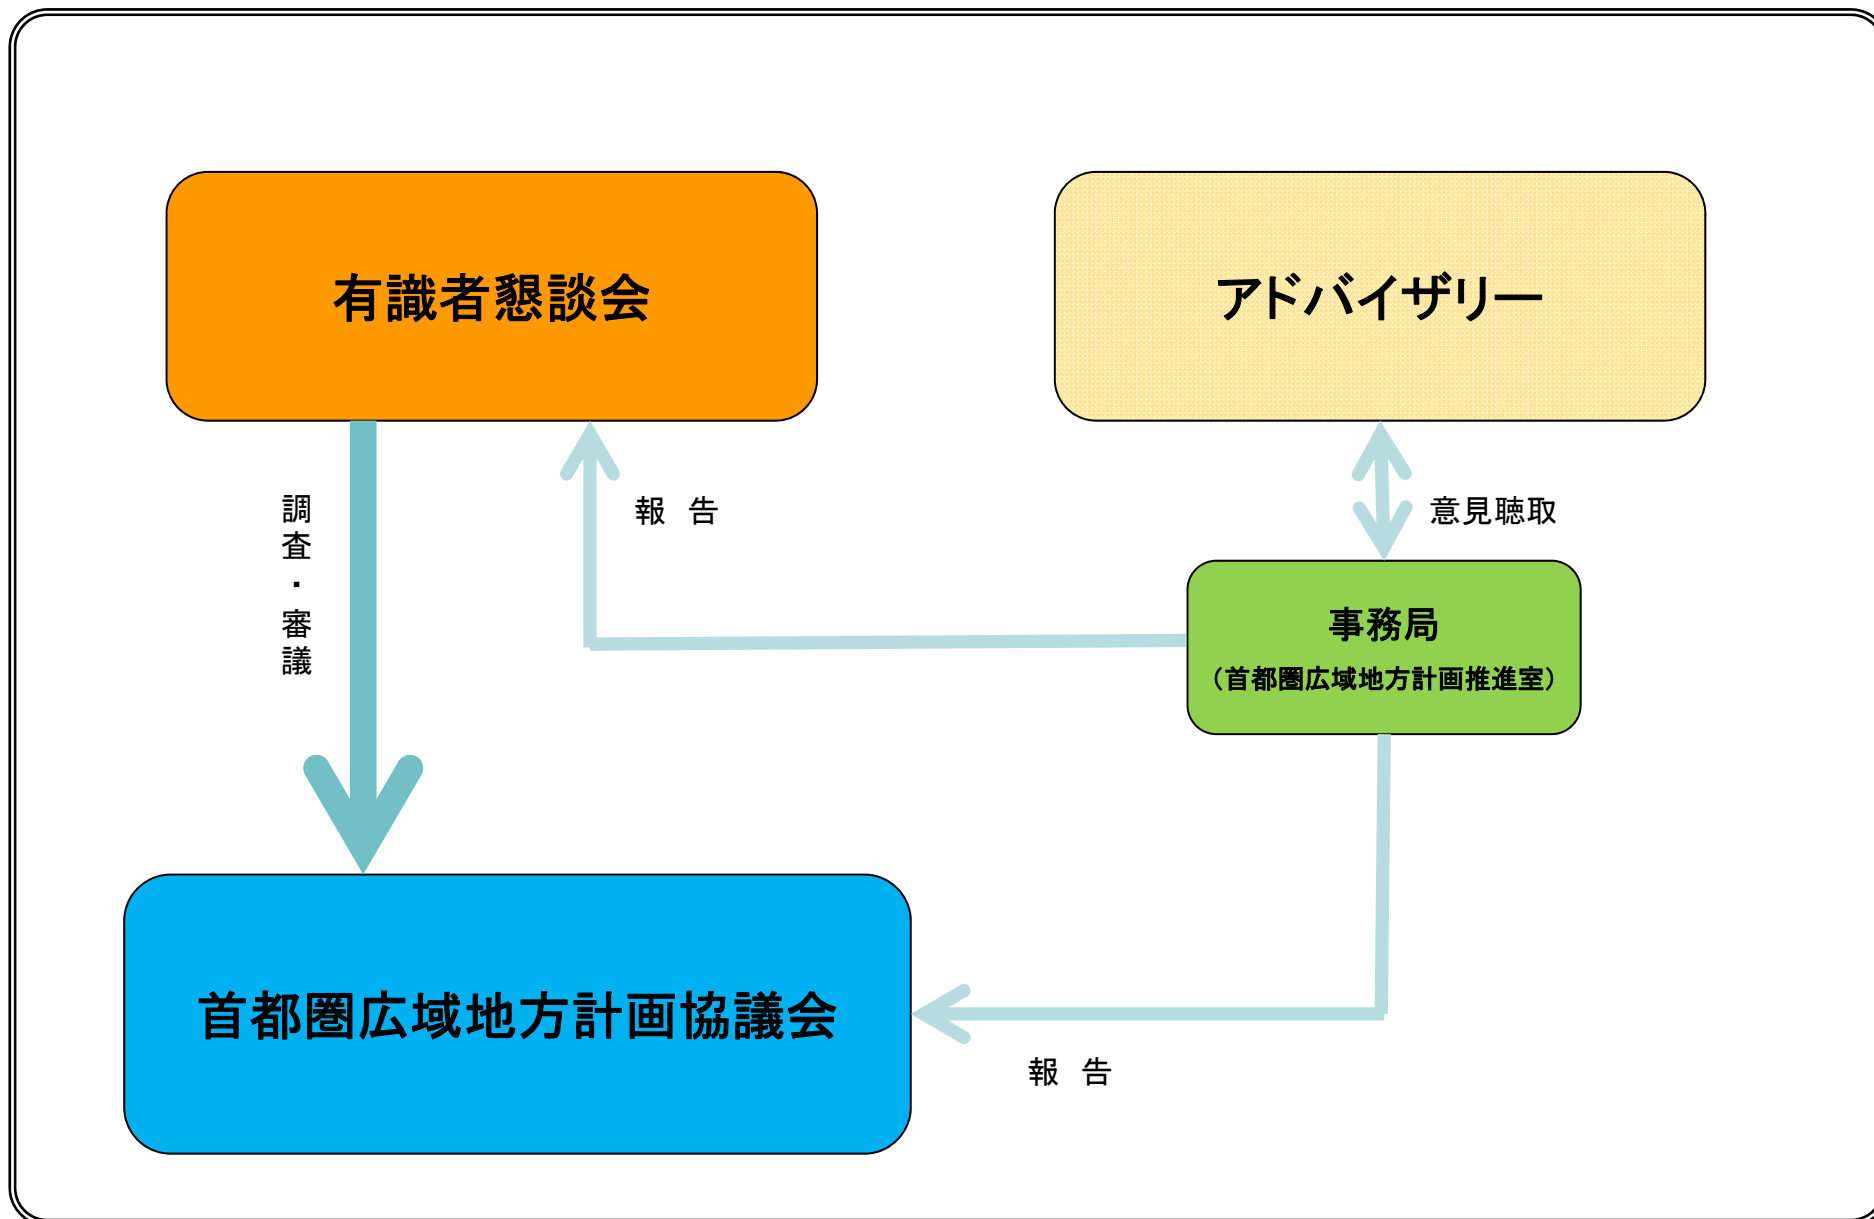 有識者懇談会
アドバイザリー
調査・審議
報　告
意見聴取
事務局
（首都圏広域地方計画推進室）
首都圏広域地方計画協議会
報　告